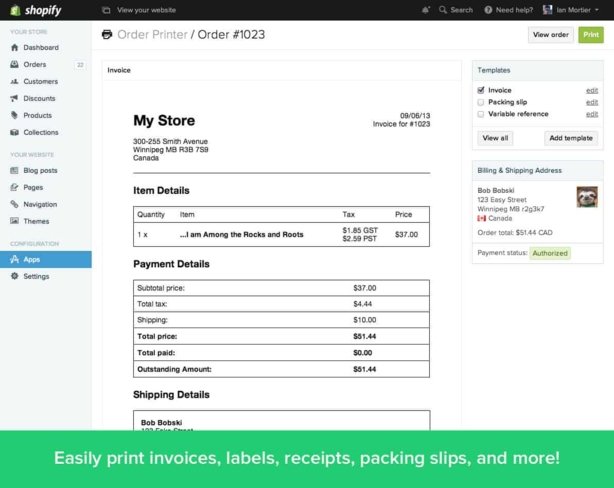 shopify
View your website
Search
Need help?
Ian Mortier
YOUR STORE
Dashboard
Orders 22
Customers
Discounts
Products
Collections
YOUR WEBSITE
Blog posts
Pages
Navigation
Themes
CONFIGURATION
Apps
Settings
Order Printer / Order #1023
View order
Print
Invoice
My Store
09/06/13
Invoice for #1023
300-255 Smith Avenue
Winnipeg MB R3B 7S9
Canada
Item Details
Quantity Item Tax Price
1 x ...I am Among the Rocks and Roots $1.85 GST $37.00
$2.59 PST
Payment Details
Subtotal price: $37.00
Total tax: $4.44
Shipping: $10.00
Total price: $51.44
Total paid: $0.00
Outstanding Amount: $51.44
Shipping Details
Bob Bobski
Templates
Invoice edit
Packing slip edit
Variable reference edit
View all
Add template
Billing & Shipping Address
Bob Bobski
123 Easy Street
Winnipeg MB r2g3k7
Canada
Order total: $51.44 CAD
Payment status: Authorized
Easily print invoices, labels, receipts, packing slips, and more!